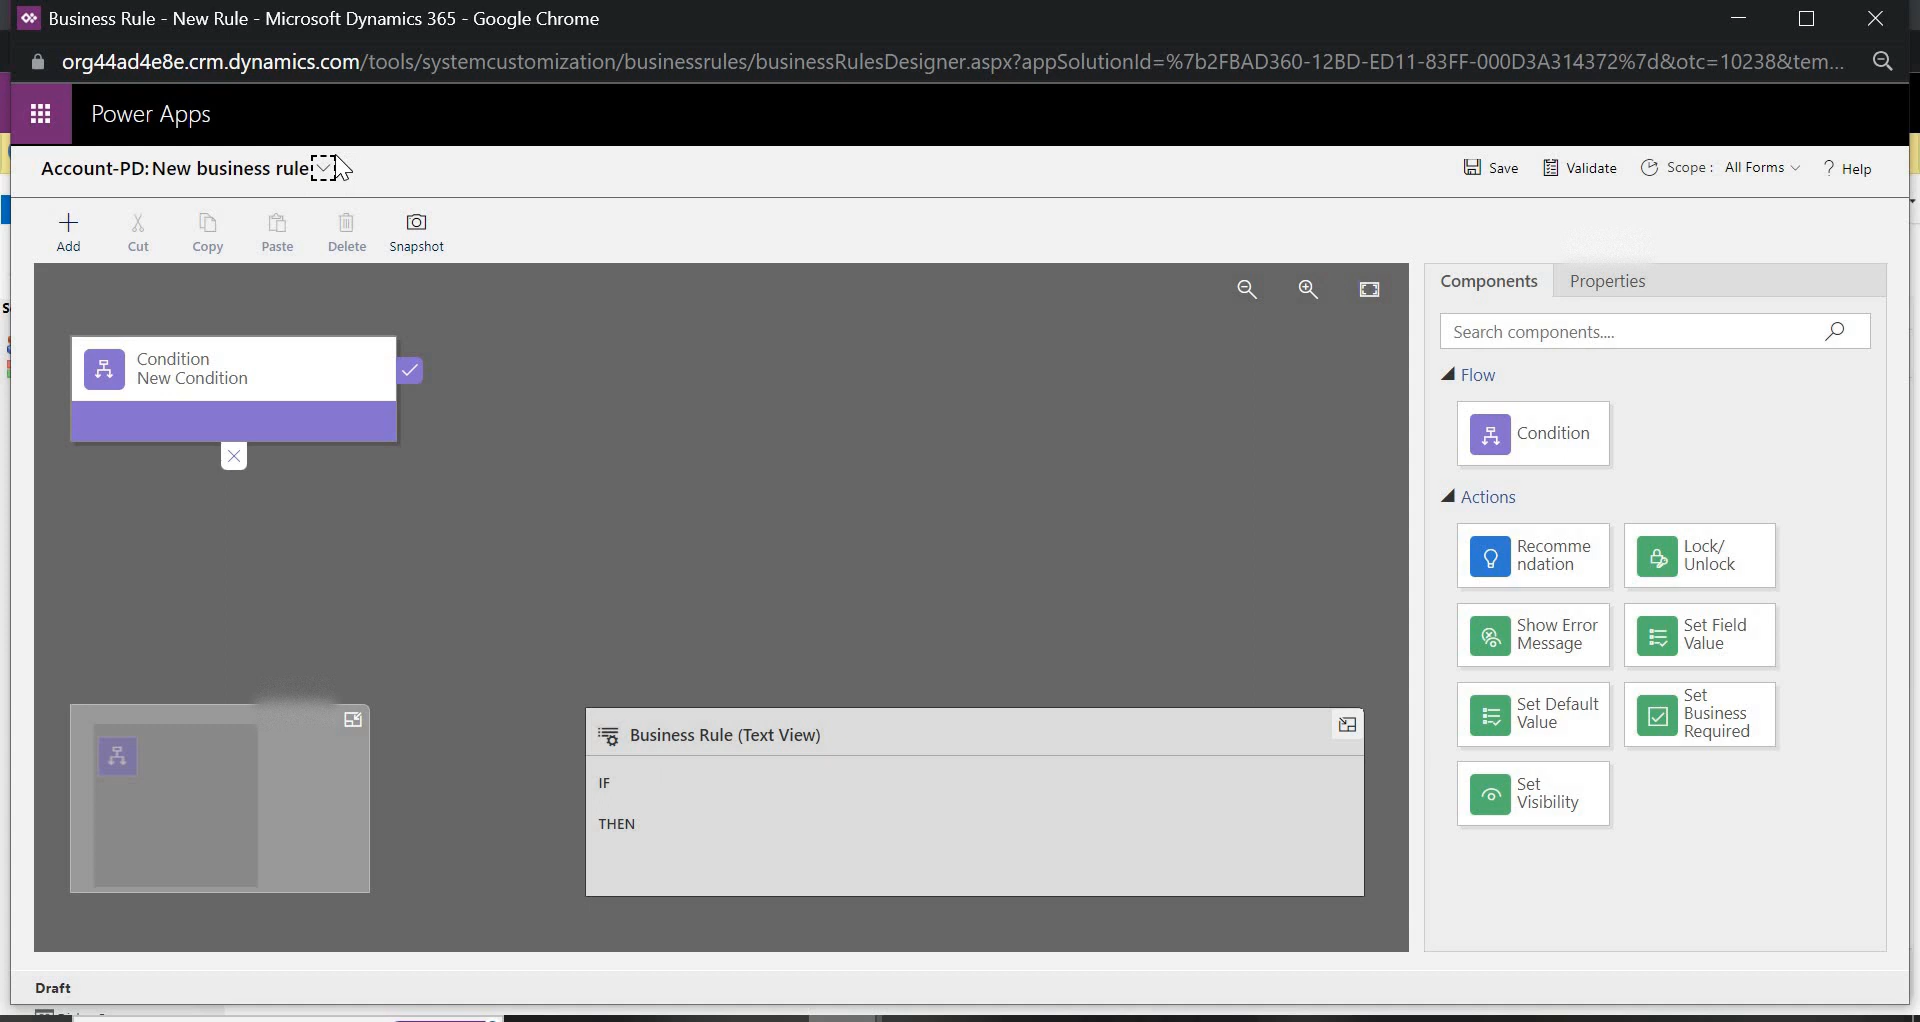 Business Rule - New Rule - Microsoft Dynamics 365 - Google Chrome
org44ad4e8e.crm.dynamics.com/tools/systemcustomization/businessrules/businessRulesDesigner.aspx?appSolutionId=%7b2FBAD360-12BD-ED11-83FF-000D3A314372%7d&otc=10238&tem...
Power Apps
Account-PD: New business rule
Save
Validate
Scope : All Forms
? Help
Add
Cut
Copy
Paste
Delete
Snapshot
Condition
New Condition
Business Rule (Text View)
IF
THEN
Components
Properties
Search components....
Flow
Condition
Actions
Recomme
ndation
Lock/
Unlock
Show Error
Message
Set Field
Value
Set Default
Value
Set
Business
Required
Set
Visibility
Draft